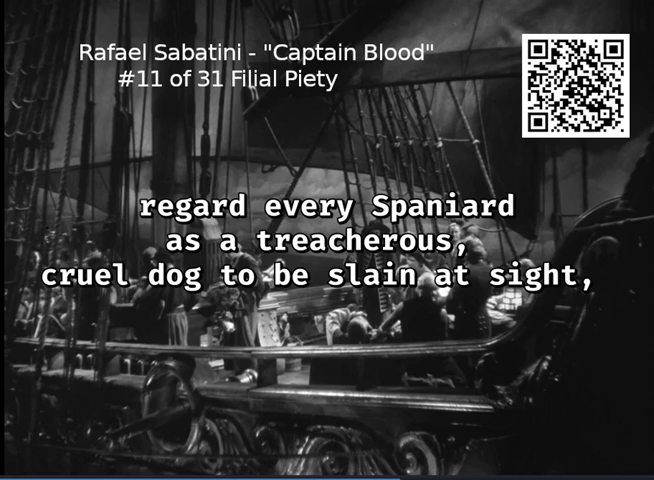 Rafael Sabatini - "Captain Blood"
#11 of 31 Filial Piety
regard every Spaniard
as a treacherous,
cruel dog to be slain at sight,